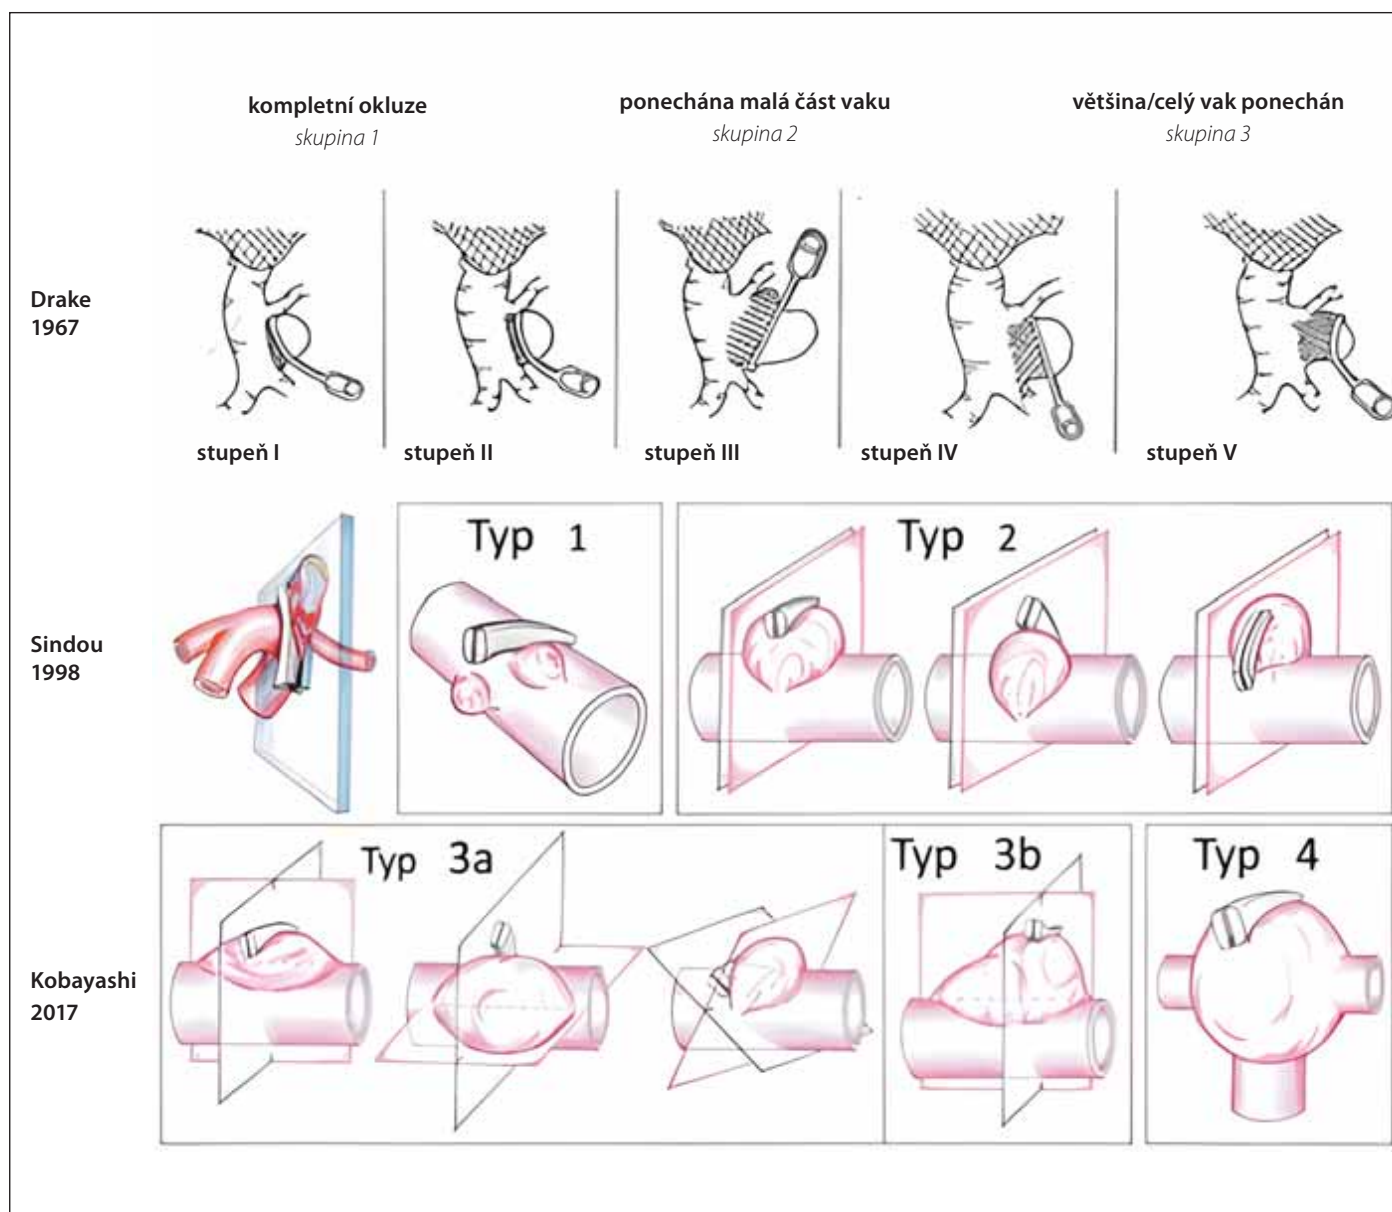 kompletní okluze
skupina 1
ponechána malá část vaku
skupina 2
většina/celý vak ponechán
skupina 3
Drake
1967
stupeň I
stupeň II
stupeň III
stupeň IV
stupeň V
Sindou
1998
Typ 1
Typ 2
Kobayashi
2017
Typ 3a
Typ 3b
Typ 4